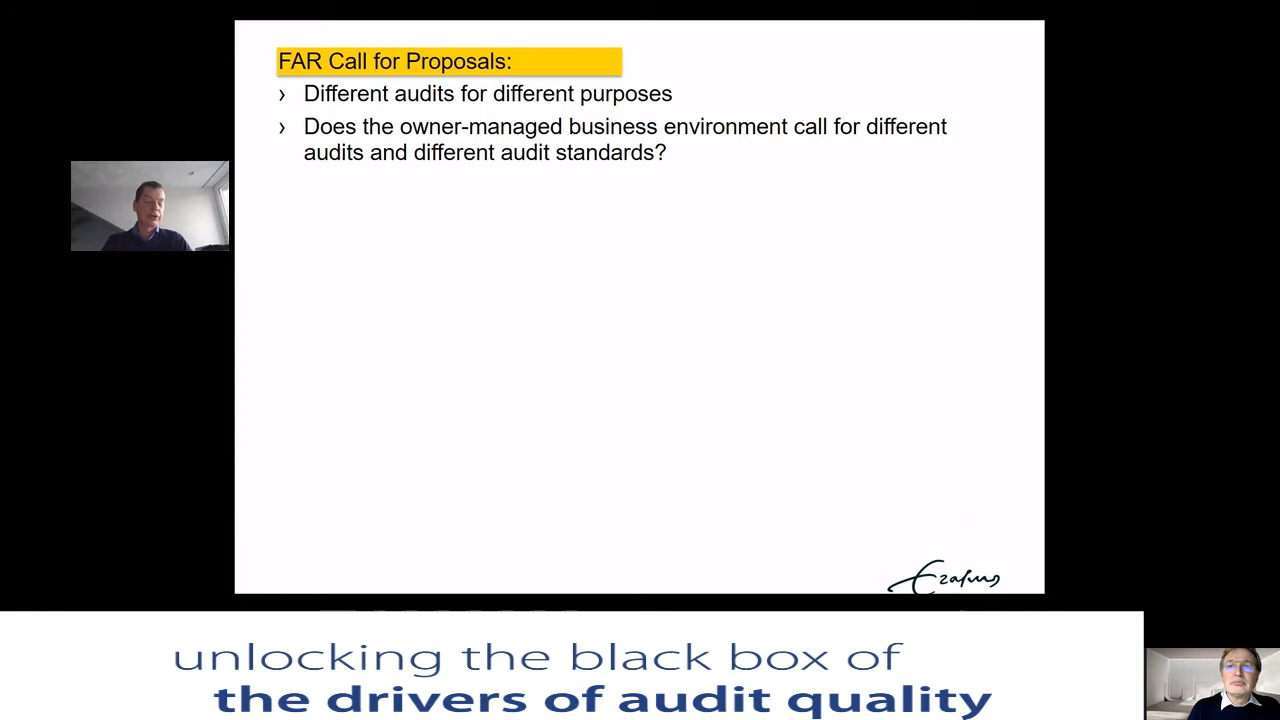 FAR Call for Proposals:
› Different audits for different purposes
› Does the owner-managed business environment call for different
audits and different audit standards?
Erasmus
unlocking the black box of
the drivers of audit quality